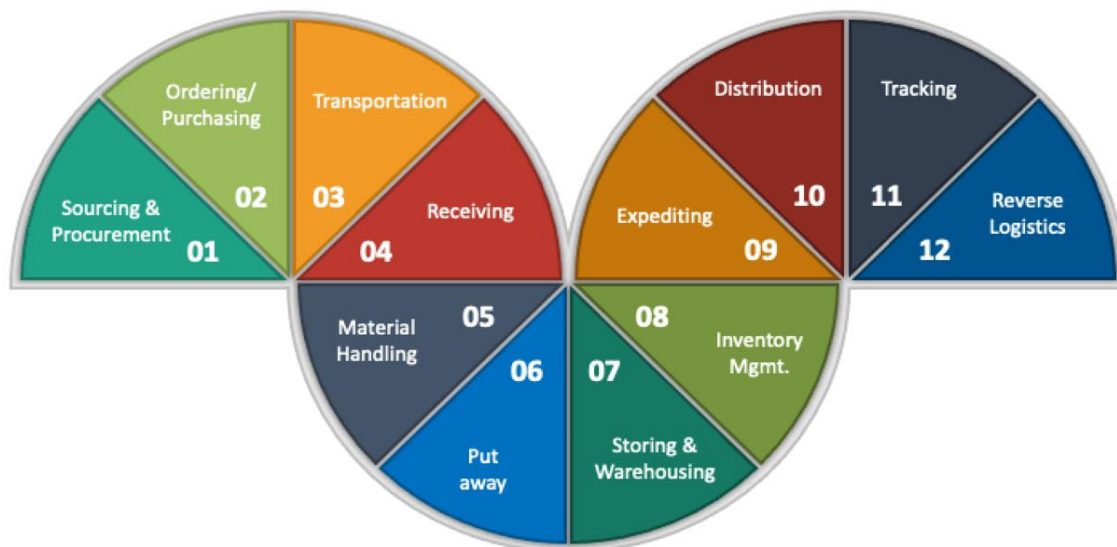 Sourcing &
Procurement
01
Ordering/
Purchasing
02
Transportation
03
Receiving
04
Material
Handling
05
Put
away
06
Storing &
Warehousing
07
Inventory
Mgmt.
08
Expediting
09
Distribution
10
Tracking
11
Reverse
Logistics
12